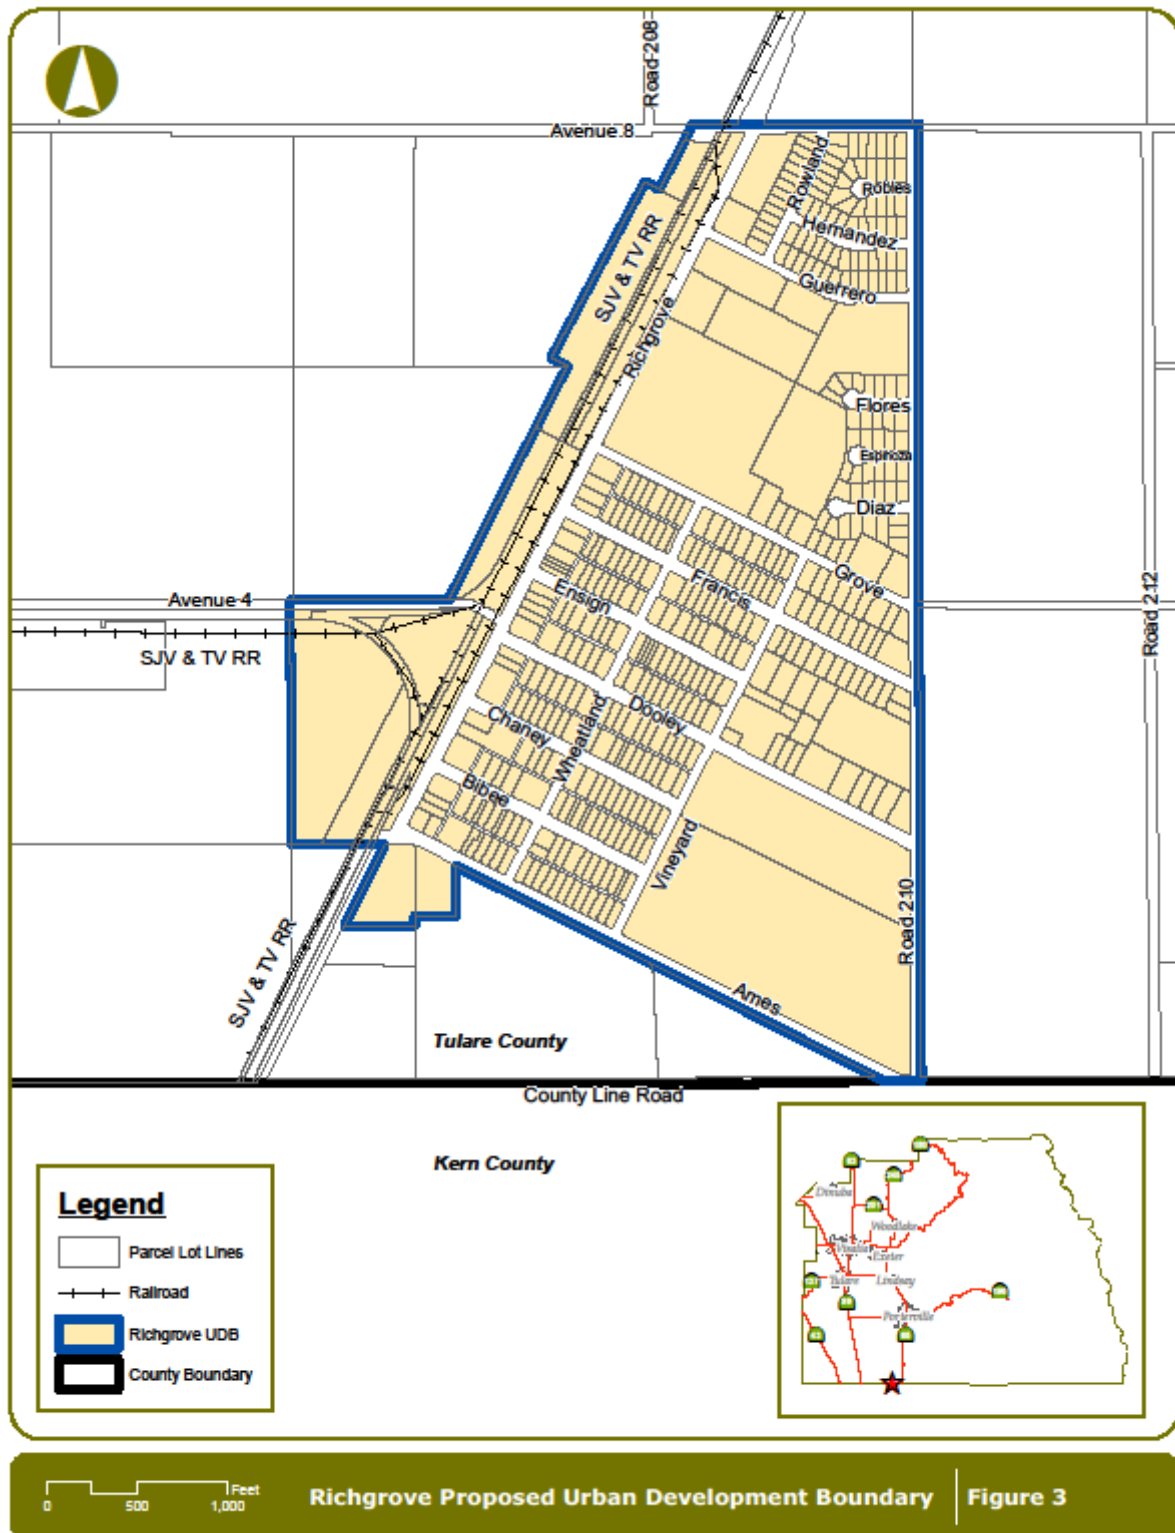 Road 208
Avenue 8
Rowland
Robles
Hernandez
SJV & TV RR
Guerrero
Richgrove
Flores
Espinoza
Diaz
Grove
Francis
Ensign
Avenue 4
Road 212
SJV & TV RR
Dooley
Wheatland
Chaney
Bibee
Vineyard
Road 210
SJV & TV RR
Ames
Tulare County
County Line Road
Kern County
Legend
Parcel Lot Lines
Railroad
Richgrove UDB
County Boundary
Dinuba
Woodlake
Visalia
Exeter
Tulare
Lindsay
Porterville
Feet
0 500 1,000
Richgrove Proposed Urban Development Boundary
Figure 3